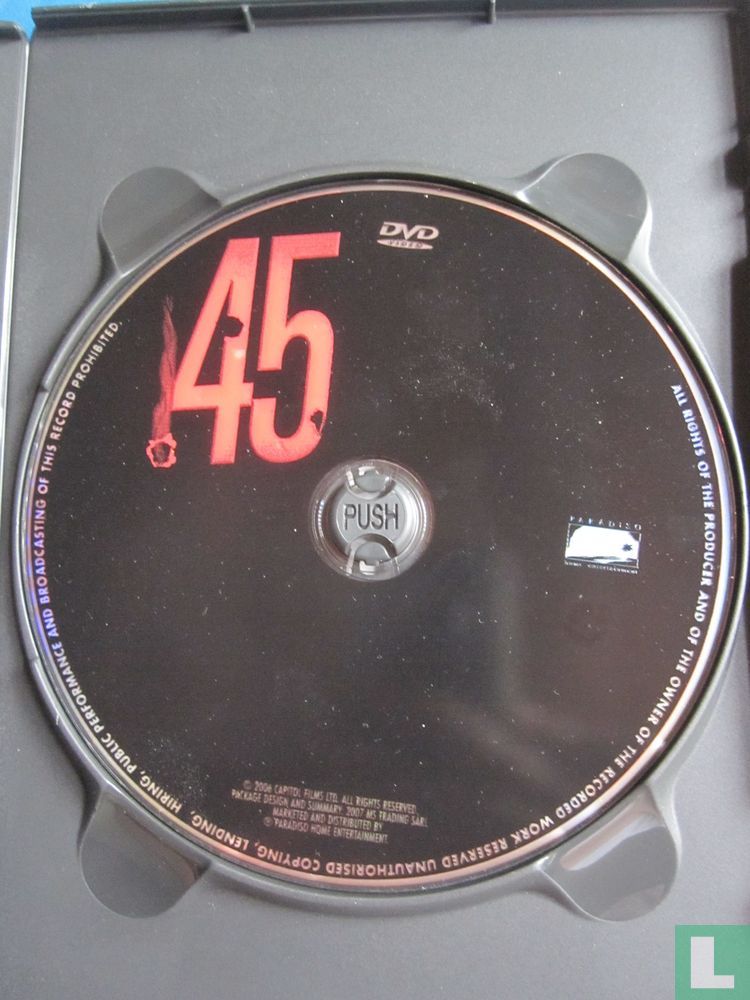 .45
DVD
VIDEO
PUSH
PARADISO
home entertainment
© 2006 CAPITOL FILMS LTD. ALL RIGHTS RESERVED.
PACKAGE DESIGN AND SUMMARY: 2007 MS TRADING SARL
MARKETED AND DISTRIBUTED BY
℗ PARADISO HOME ENTERTAINMENT.
ALL RIGHTS OF THE PRODUCER AND OF THE OWNER OF THE RECORDED WORK RESERVED UNAUTHORISED COPYING, LENDING, HIRING, PUBLIC PERFORMANCE AND BROADCASTING OF THIS RECORD PROHIBITED.
L